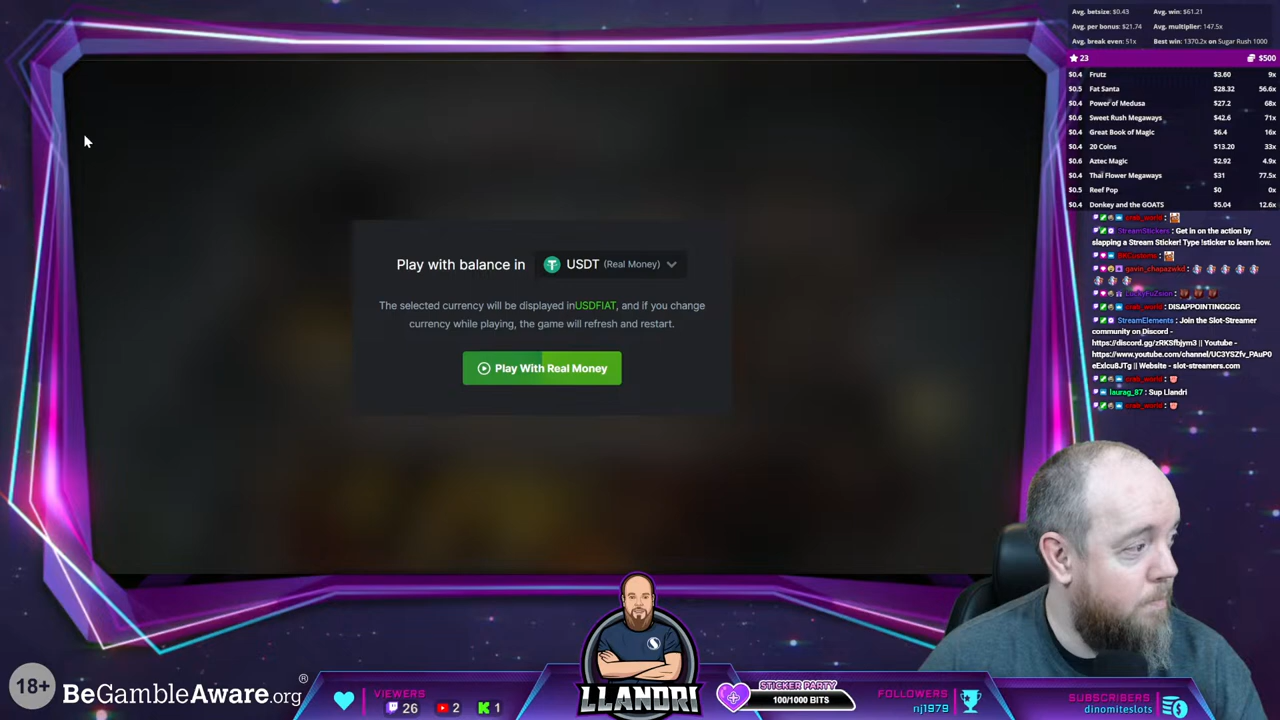 Avg. betsize: $0.43 Avg. win: $61.21
Avg. per bonus: $21.74 Avg. multiplier: 147.5x
Avg. break even: 51x Best win: 1370.2x on Sugar Rush 1000
23 $500
$0.4 Frutz $3.60 9x
$0.5 Fat Santa $28.32 56.6x
$0.4 Power of Medusa $27.2 68x
$0.6 Sweet Rush Megaways $42.6 71x
$0.4 Great Book of Magic $6.4 16x
$0.4 20 Coins $13.20 33x
$0.6 Aztec Magic $2.92 4.9x
$0.4 Thai Flower Megaways $31 77.5x
$0.5 Reef Pop $0 0x
$0.4 Donkey and the GOATS $5.04 12.6x
StreamStickers : Get in on the action by
slapping a Stream Sticker! Type !sticker to learn how.
BKCustoms :
gavin_chapazwkd :
LuckyFuZsion :
: DISAPPOINTINGGGG
StreamElements : Join the Slot-Streamer
community on Discord -
https://discord.gg/zRKSfbjym3 || Youtube -
https://www.youtube.com/channel/UC3YSZfv_PAuP0
|| Website - slot-streamers.com
laurag_87 : Sup Llandri
Play with balance in USDT (Real Money)
The selected currency will be displayed inUSDFIAT, and if you change
currency while playing, the game will refresh and restart.
Play With Real Money
18+ BeGambleAware.org ®
VIEWERS
26 2 1
LLANDRI
STICKER PARTY
100/1000 BITS
FOLLOWERS
nj1979
SUBSCRIBERS
dinomiteslots